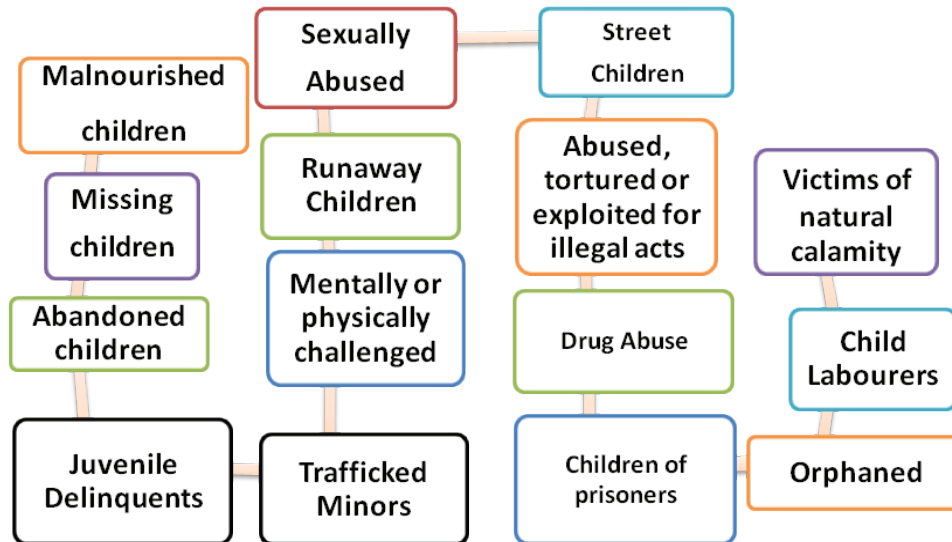 Malnourished
children
Missing
children
Abandoned
children
Juvenile
Delinquents
Trafficked
Minors
Mentally or
physically
challenged
Runaway
Children
Sexually
Abused
Street
Children
Abused,
tortured or
exploited for
illegal acts
Drug Abuse
Children of
prisoners
Orphaned
Child
Labourers
Victims of
natural
calamity